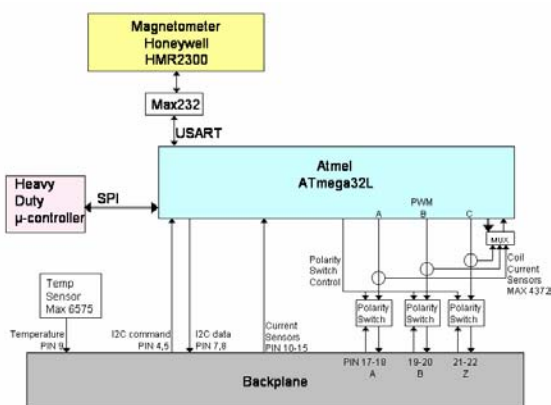 Magnetometer
Honeywell
HMR2300
Max232
USART
Atmel
ATmega32L
PWM
A
B
C
Heavy
Duty
µ-controller
SPI
MUX
Polarity
Switch
Control
Coil
Current
Sensors
MAX 4372
Temp
Sensor
Max 6575
Polarity
Switch
Polarity
Switch
Polarity
Switch
Temperature
PIN 9
I2C command
PIN 4,5
I2C data
PIN 7,8
Current
Sensors
PIN 10-15
PIN 17-18
A
19-20
B
21-22
Z
Backplane